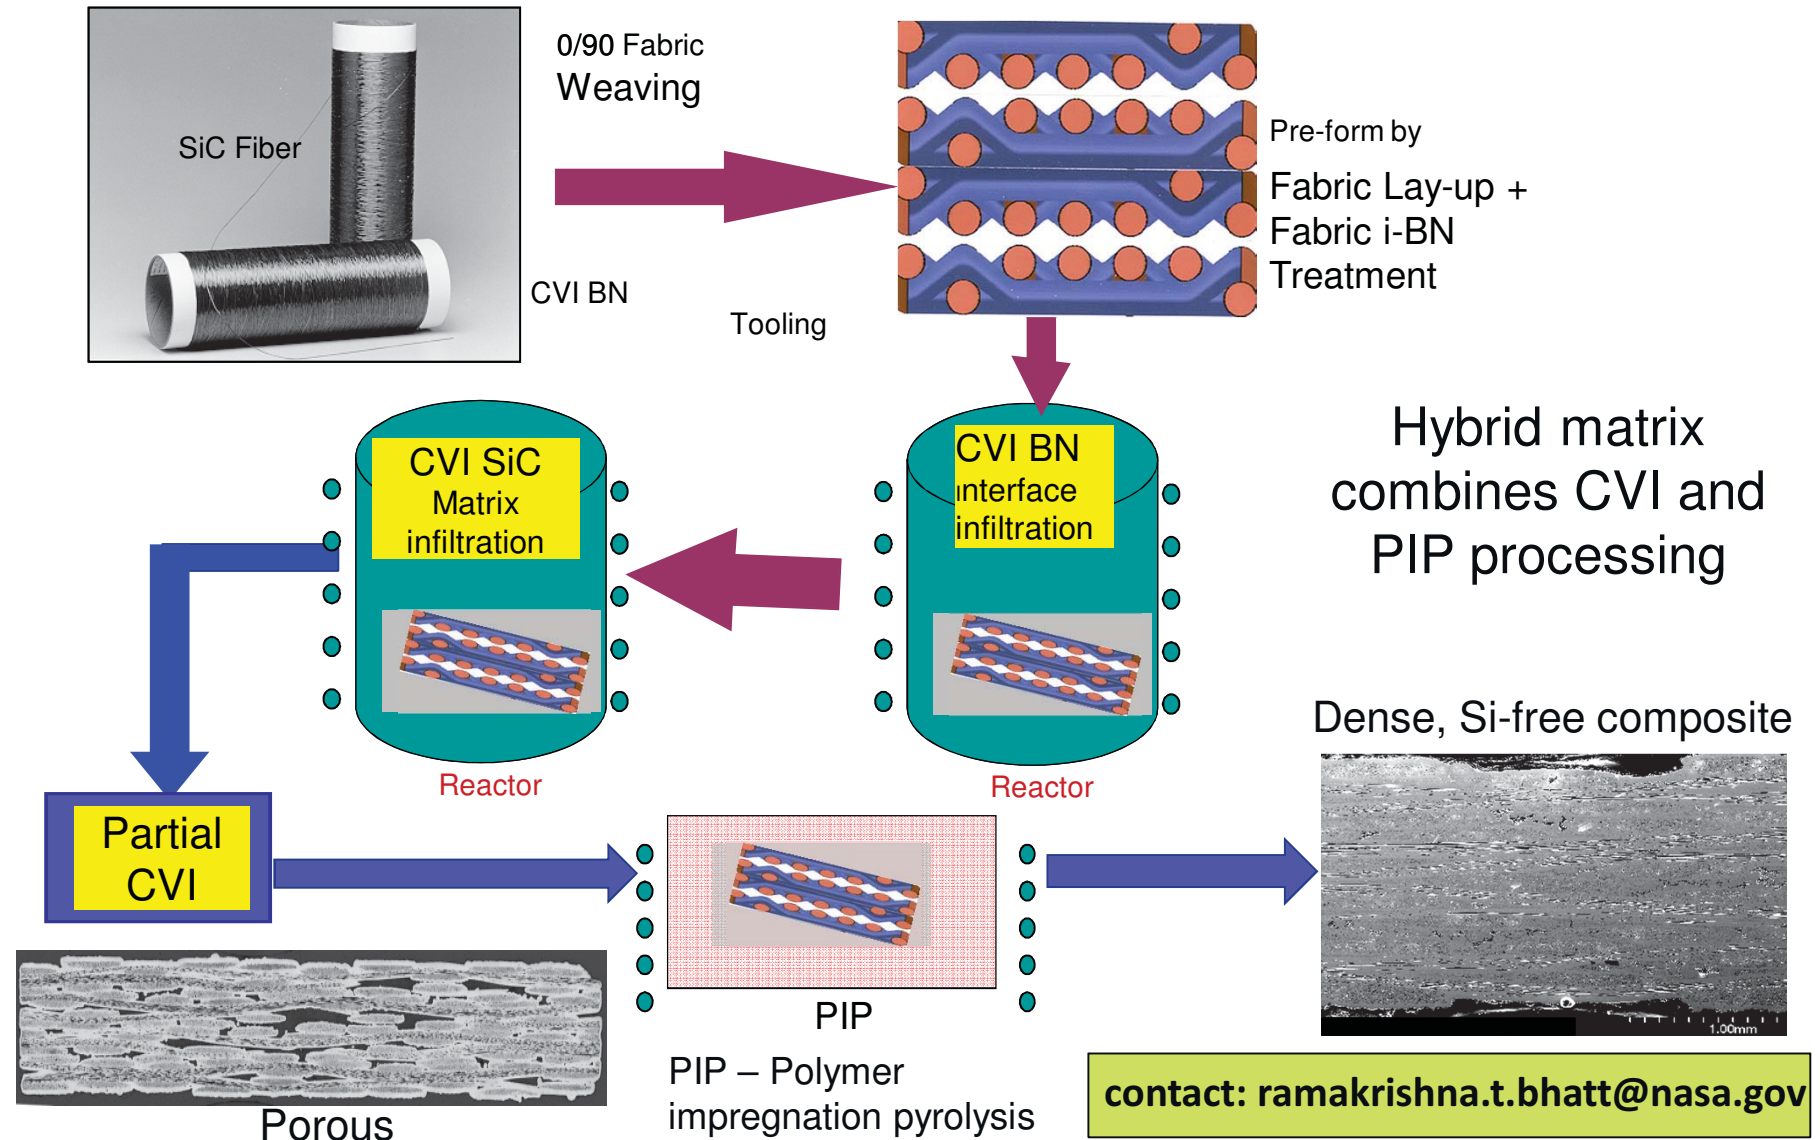 SiC Fiber
0/90 Fabric
Weaving
CVI BN
Tooling
Pre-form by
Fabric Lay-up +
Fabric i-BN
Treatment
CVI SiC
Matrix
infiltration
Reactor
CVI BN
Interface
infiltration
Reactor
Hybrid matrix
combines CVI and
PIP processing
Partial
CVI
Porous
PIP
PIP – Polymer
impregnation pyrolysis
Dense, Si-free composite
1.00mm
contact: ramakrishna.t.bhatt@nasa.gov